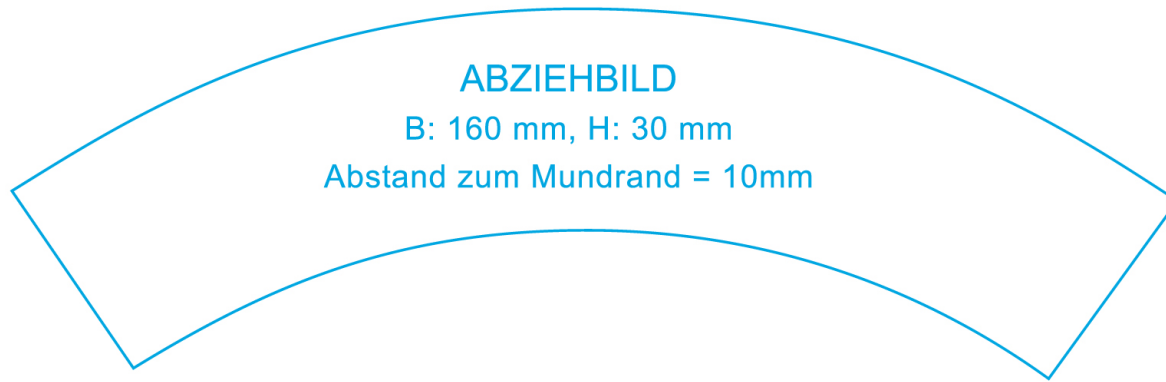 ABZIEHBILD
B: 160 mm, H: 30 mm
Abstand zum Mundrand = 10mm